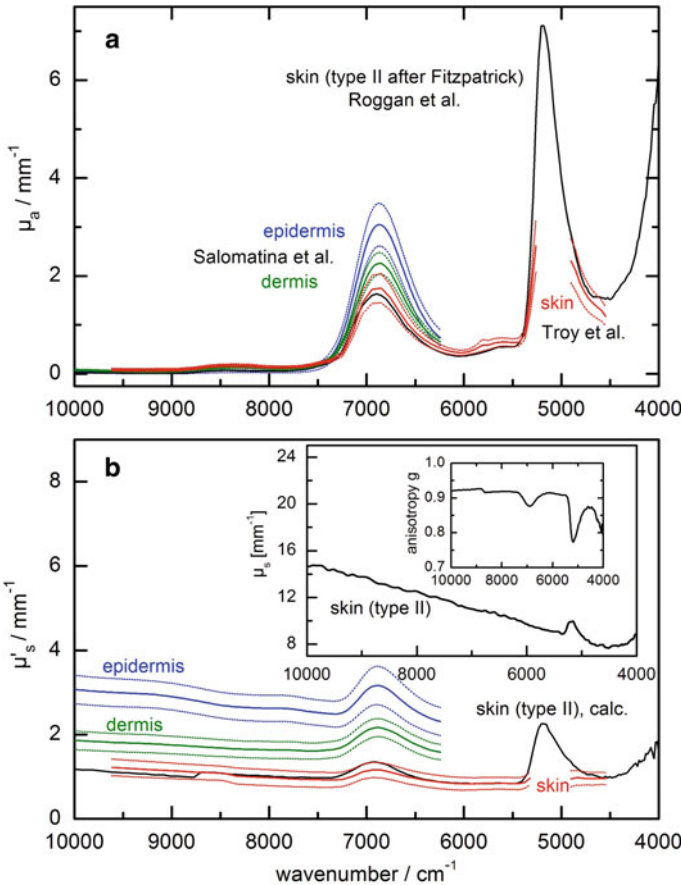 a
skin (type II after Fitzpatrick)
Roggan et al.
epidermis
Salomatina et al.
dermis
skin
Troy et al.
μa / mm-1
0
2
4
6
10000 9000 8000 7000 6000 5000 4000
b
μ's / mm-1
0
1
2
3
4
6
8
24
20
16
12
8
μs [mm-1]
1.0
0.9
0.8
0.7
anisotropy g
10000 8000 6000 4000
skin (type II)
10000 8000 6000 4000
epidermis
dermis
skin (type II), calc.
skin
10000 9000 8000 7000 6000 5000 4000
wavenumber / cm-1